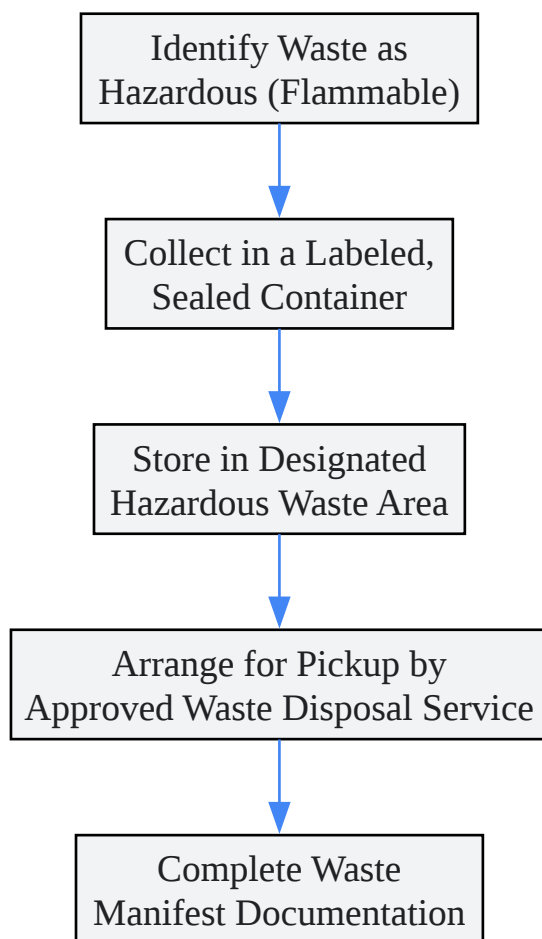 Identify Waste as
Hazardous (Flammable)
Collect in a Labeled,
Sealed Container
Store in Designated
Hazardous Waste Area
Arrange for Pickup by
Approved Waste Disposal Service
Complete Waste
Manifest Documentation